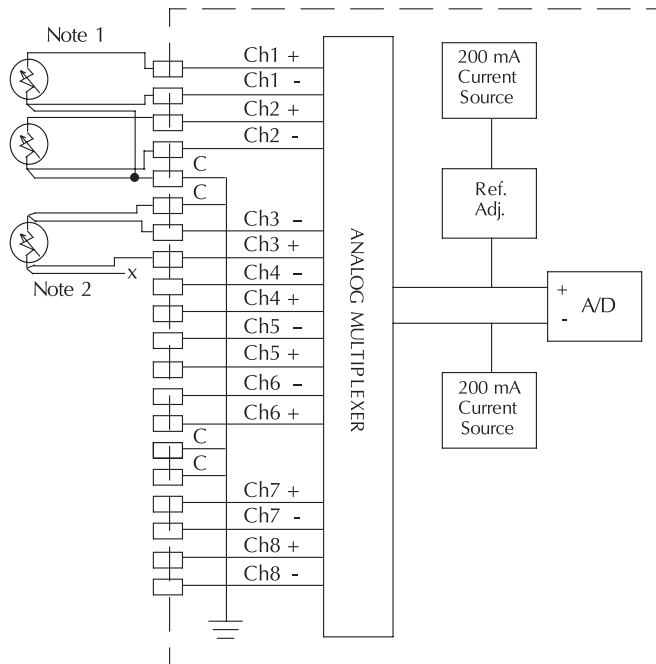 Note 1
Ch1 +
Ch1 -
Ch2 +
Ch2 -
C
C
Ch3 -
Ch3 +
Ch4 -
Ch4 +
Ch5 -
Ch5 +
Ch6 -
Ch6 +
C
C
Ch7 +
Ch7 -
Ch8 +
Ch8 -
Note 2
x
ANALOG MULTIPLEXER
200 mA
Current
Source
Ref.
Adj.
+
-
A/D
200 mA
Current
Source